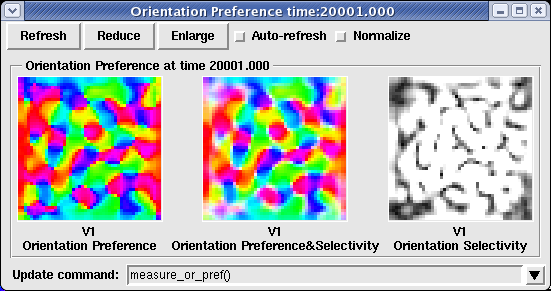 Orientation Preference time:20001.000
Refresh Reduce Enlarge Auto-refresh Normalize
Orientation Preference at time 20001.000
V1 V1 V1
Orientation Preference Orientation Preference&Selectivity Orientation Selectivity
Update command: measure_or_pref()